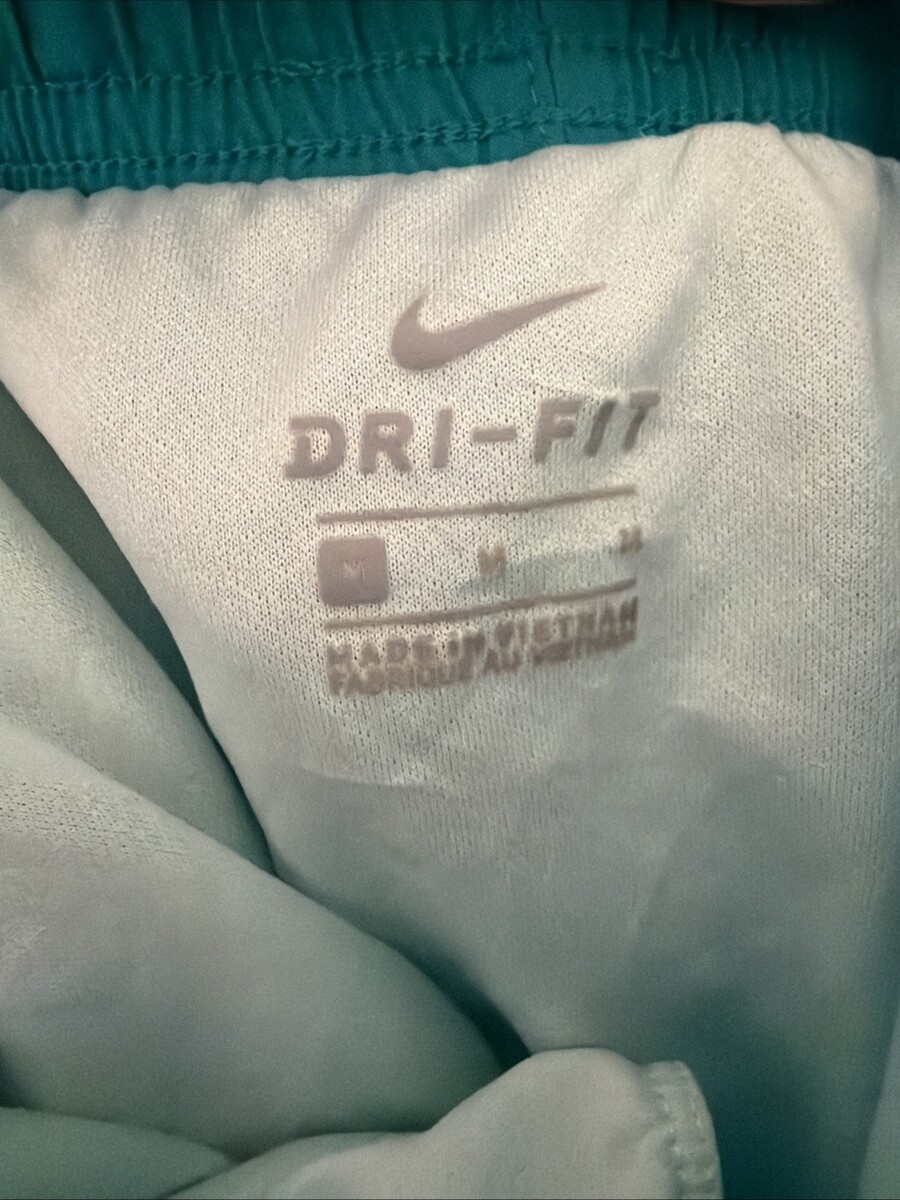 DRI-FIT
M M M
MADE IN VIETNAM
FABRIQUÉ AU VIETNAM